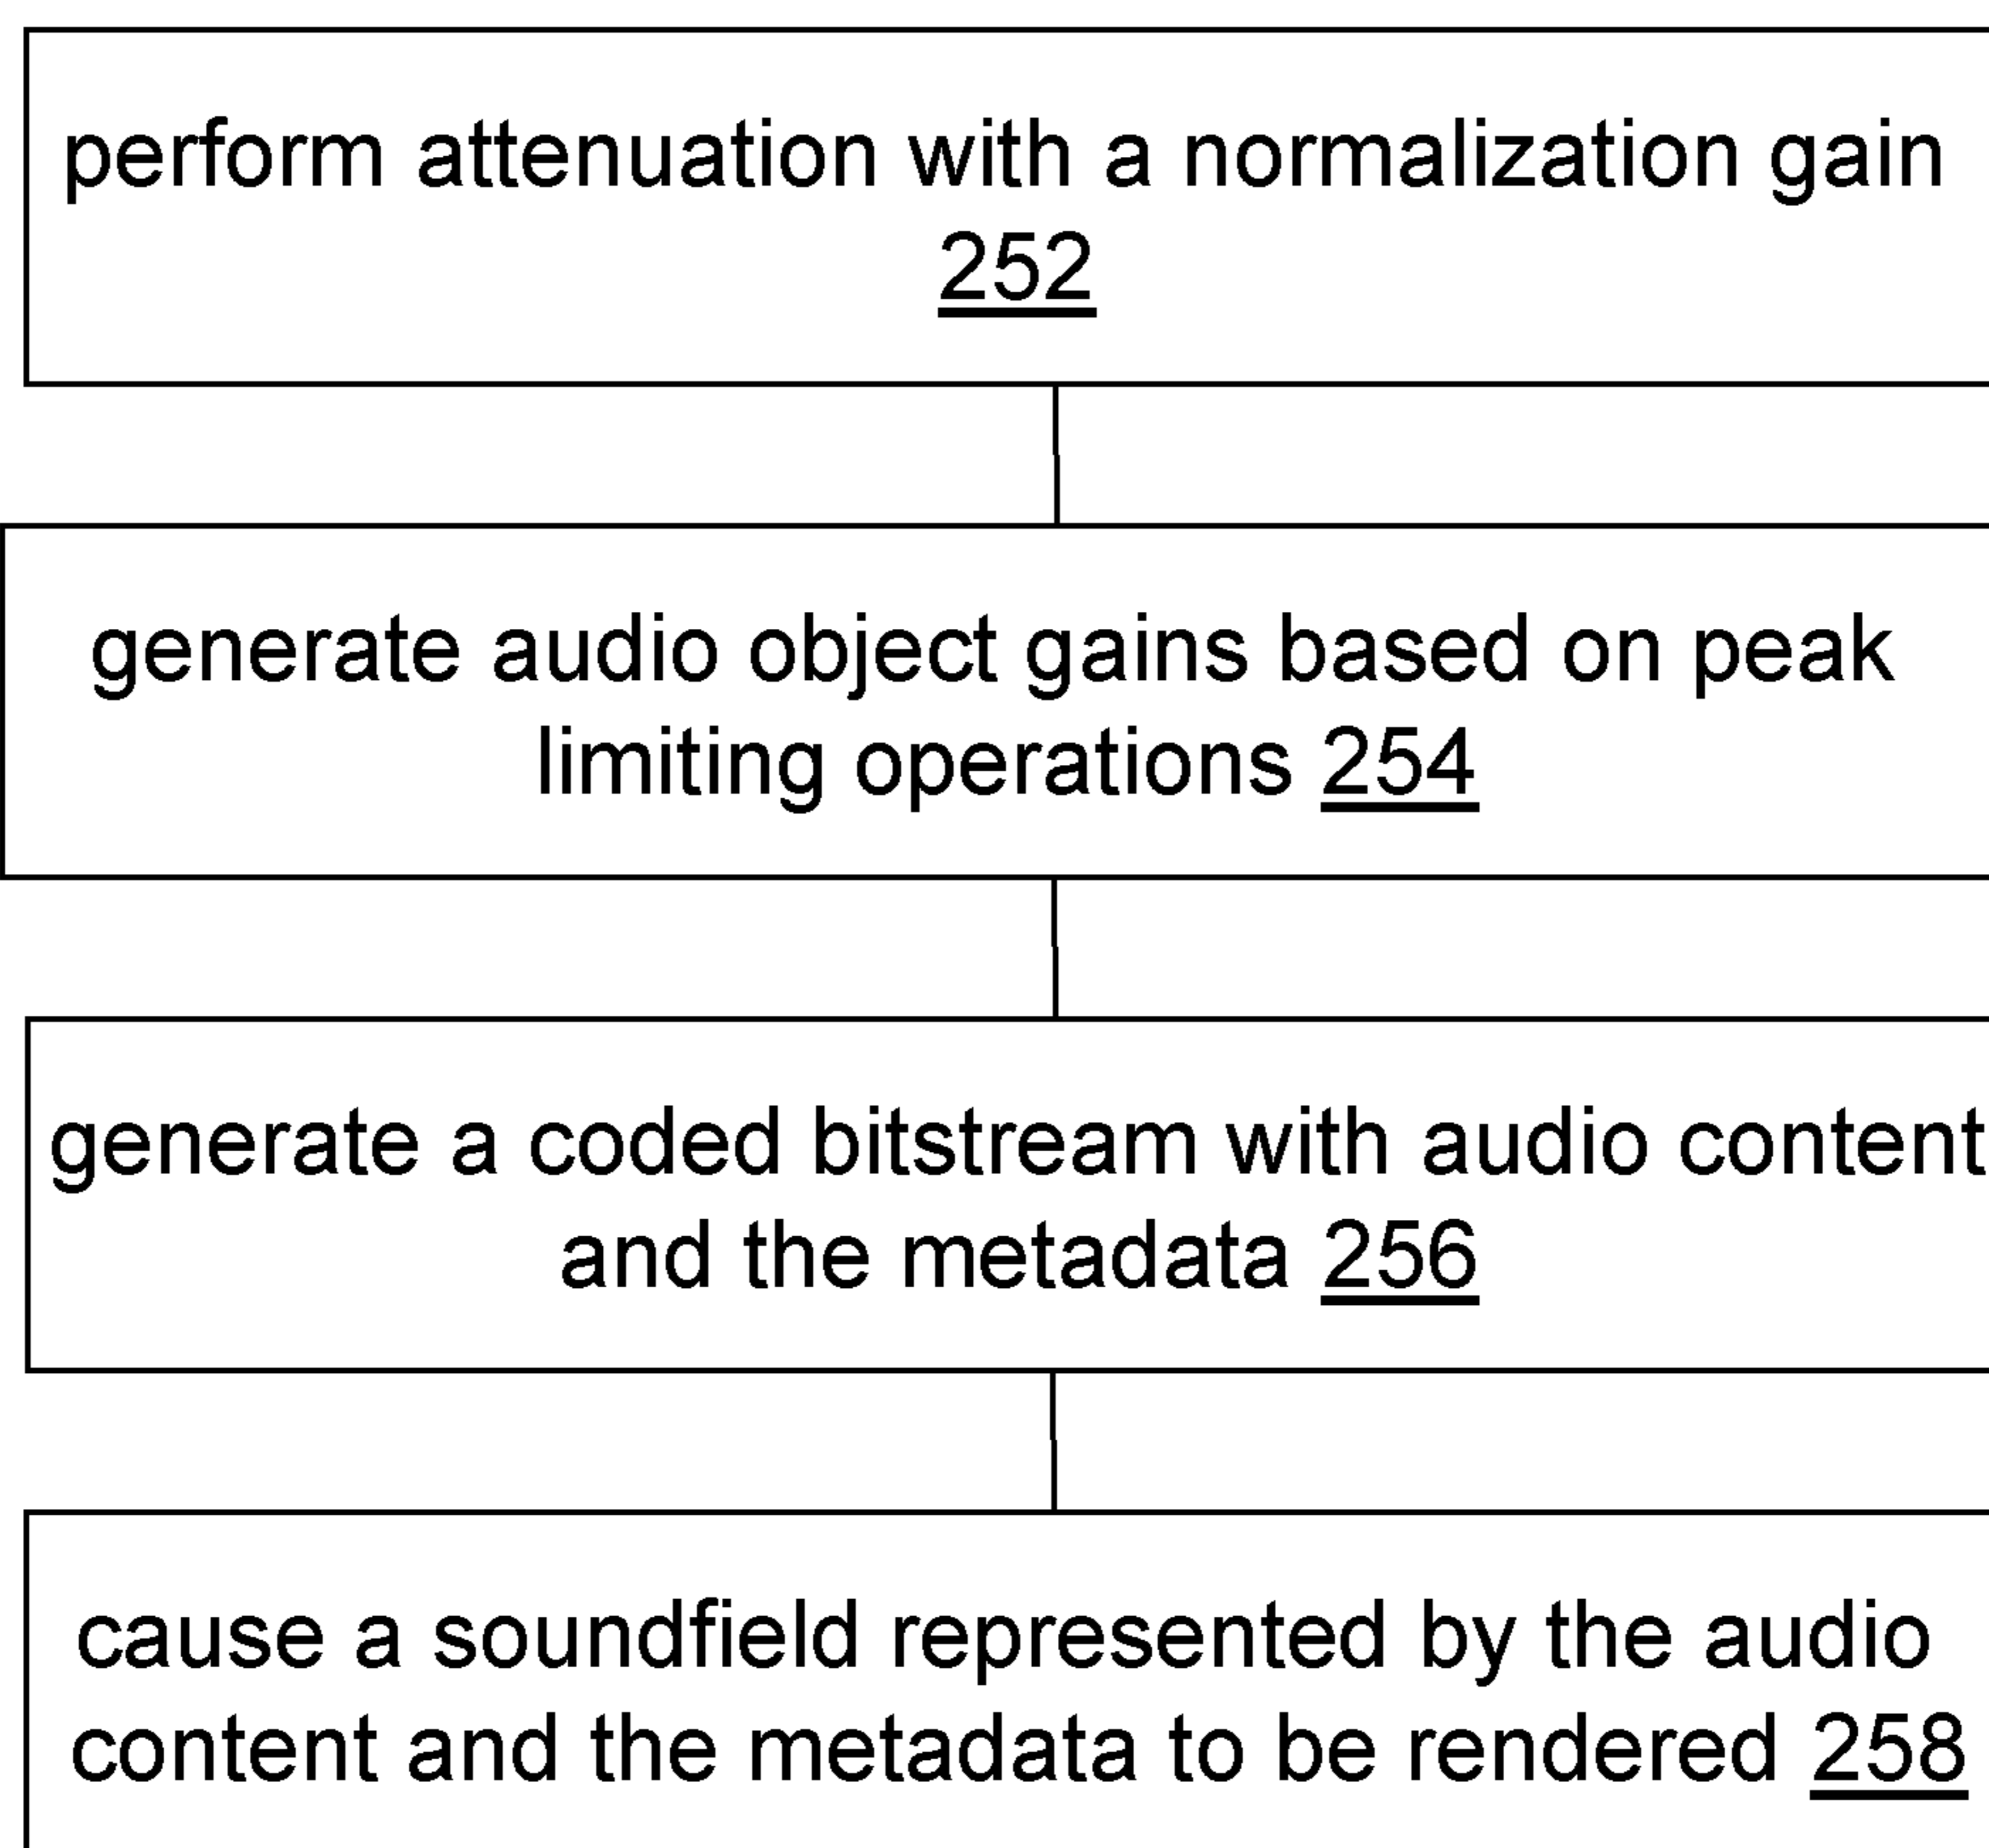 perform attenuation with a normalization gain
252
generate audio object gains based on peak
limiting operations 254
generate a coded bitstream with audio content
and the metadata 256
cause a soundfield represented by the audio
content and the metadata to be rendered 258